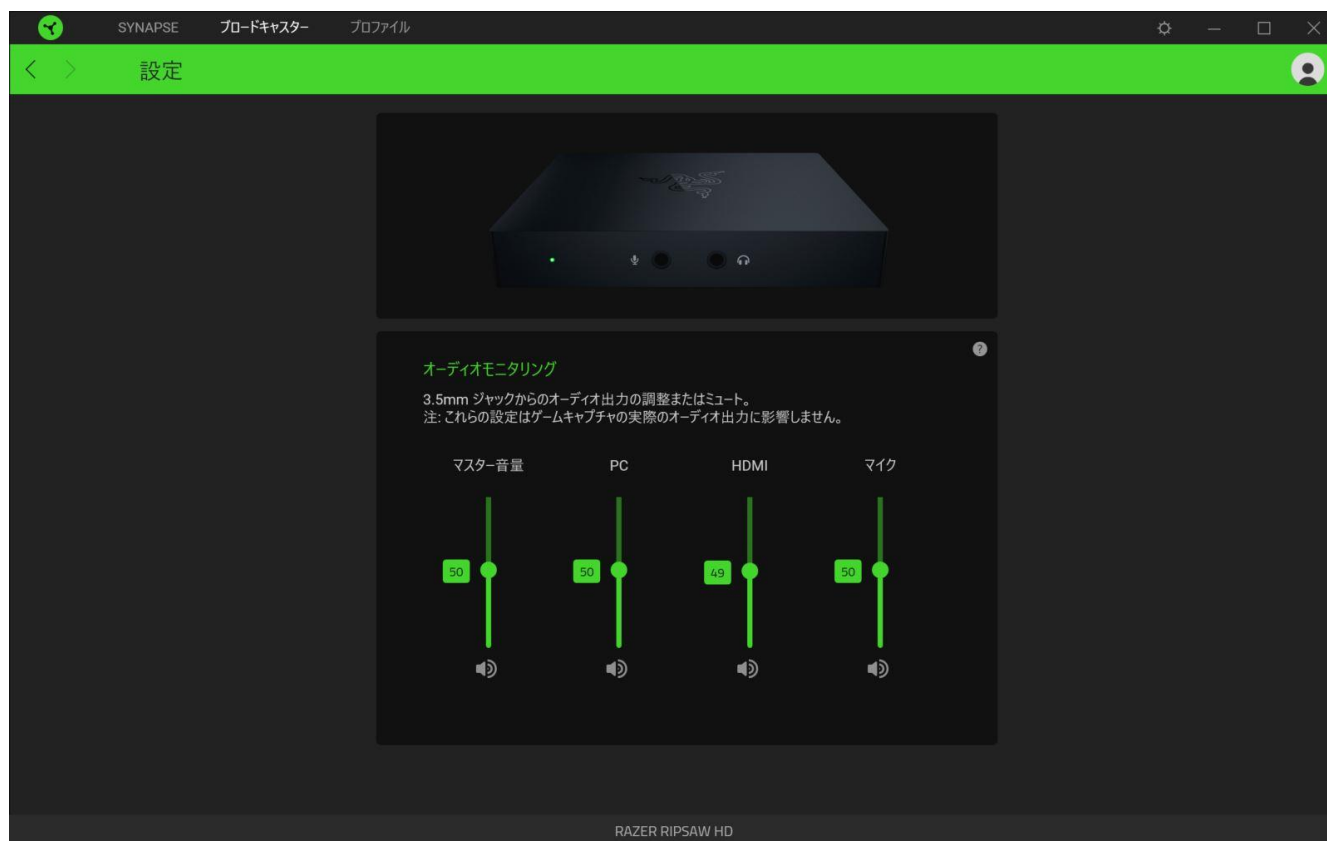 SYNAPSE ブロードキャスター プロファイル
設定
オーディオモニタリング
3.5mm ジャックからのオーディオ出力の調整またはミュート。
注: これらの設定はゲームキャプチャの実際のオーディオ出力に影響しません。
マスター音量 PC HDMI マイク
50 50 49 50
RAZER RIPSAW HD